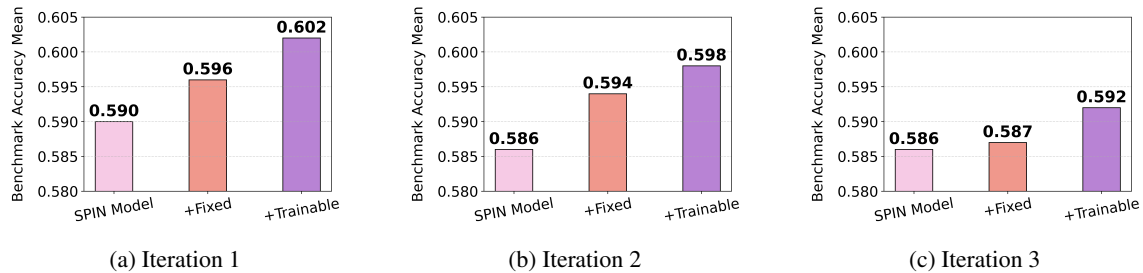 Benchmark Accuracy Mean
0.605
0.600
0.595
0.590
0.585
0.580
0.590
0.596
0.602
SPIN Model
+Fixed
+Trainable
(a) Iteration 1
Benchmark Accuracy Mean
0.605
0.600
0.595
0.590
0.585
0.580
0.586
0.594
0.598
SPIN Model
+Fixed
+Trainable
(b) Iteration 2
Benchmark Accuracy Mean
0.605
0.600
0.595
0.590
0.585
0.580
0.586
0.587
0.592
SPIN Model
+Fixed
+Trainable
(c) Iteration 3